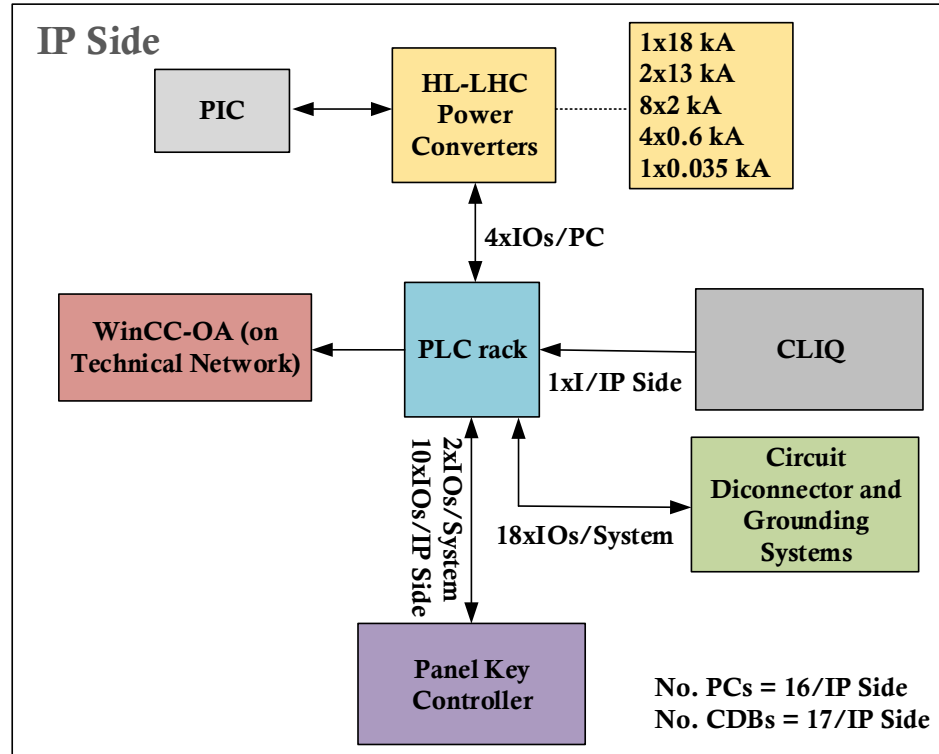 IP Side
PIC
HL-LHC
Power
Converters
1x18 kA
2x13 kA
8x2 kA
4x0.6 kA
1x0.035 kA
4xIOs/PC
WinCC-OA (on
Technical Network)
PLC rack
CLIQ
1xI/IP Side
2xIOs/System
10xIOs/IP Side
18xIOs/System
Circuit
Diconnector and
Grounding
Systems
Panel Key
Controller
No. PCs = 16/IP Side
No. CDBs = 17/IP Side